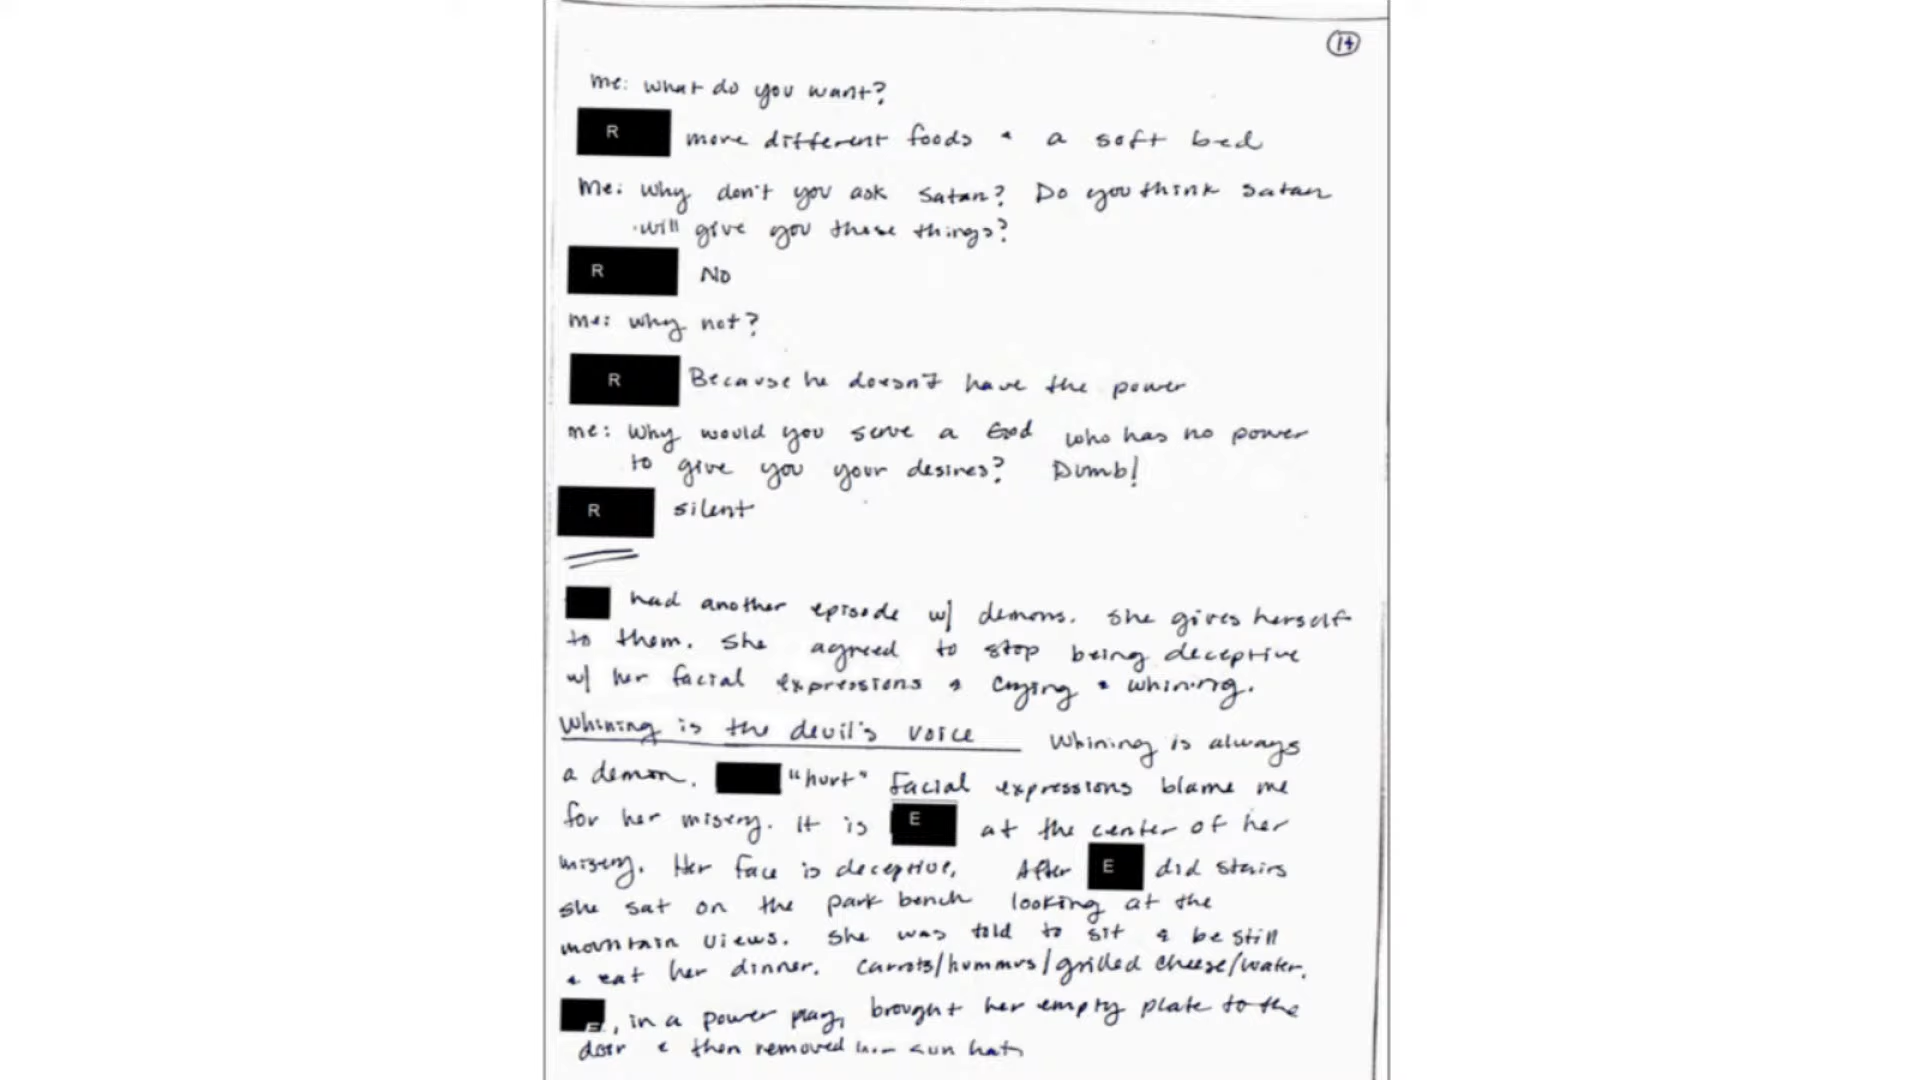 14
me: What do you want?
R more different foods & a soft bed
Me: Why don't you ask Satan? Do you think Satan
will give you those things?
R No
me: why not?
R Because he doesn't have the power
me: Why would you serve a God who has no power
to give you your desires? Dumb!
R silent
had another episode w/ demons. She gives herself
to them. She agreed to stop being deceptive
w/ her facial expressions & crying & whining.
Whining is the devil's voice Whining is always
a demon. "hurt" facial expressions blame me
for her misery. It is E at the center of her
misery. Her face is deceptive. After E did stairs
she sat on the park bench looking at the
mountain views. She was told to sit & be still
& eat her dinner. Carrots/hummus/grilled cheese/water.
E, in a power play, brought her empty plate to the
door & then removed her sun hat